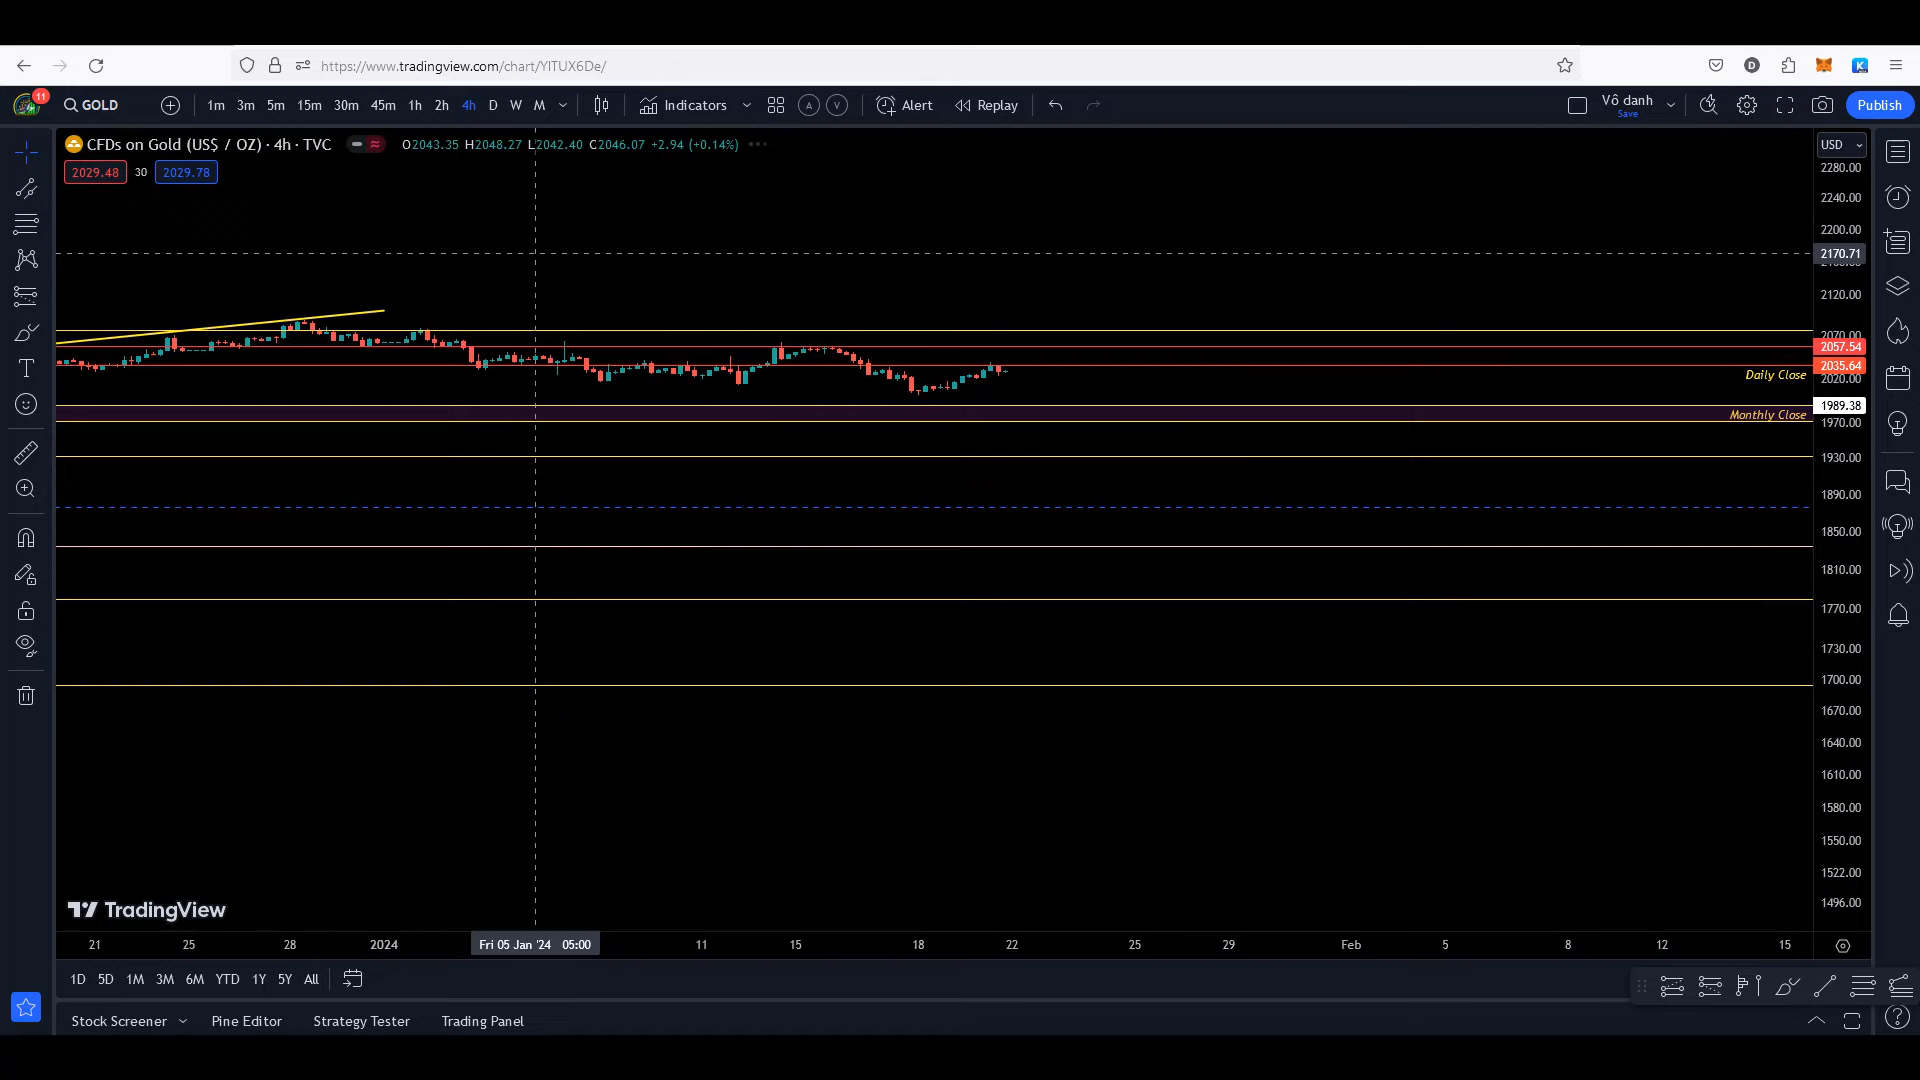 https://www.tradingview.com/chart/YlTUX6De/
11
GOLD
1m 3m 5m 15m 30m 45m 1h 2h 4h D W M
Indicators
A V
Alert
Replay
Vô danh
Save
Publish
CFDs on Gold (US$ / OZ) · 4h · TVC
O2043.35 H2048.27 L2042.40 C2046.07 +2.94 (+0.14%)
2029.48 30 2029.78
USD
2280.00
2240.00
2200.00
2170.71
2120.00
2070.00
2057.54
2035.64
Daily Close
2020.00
1989.38
Monthly Close
1970.00
1930.00
1890.00
1850.00
1810.00
1770.00
1730.00
1700.00
1670.00
1640.00
1610.00
1580.00
1550.00
1522.00
1496.00
TradingView
21 25 28 2024 Fri 05 Jan '24 05:00 11 15 18 22 25 29 Feb 5 8 12 15
1D 5D 1M 3M 6M YTD 1Y 5Y All
Stock Screener Pine Editor Strategy Tester Trading Panel